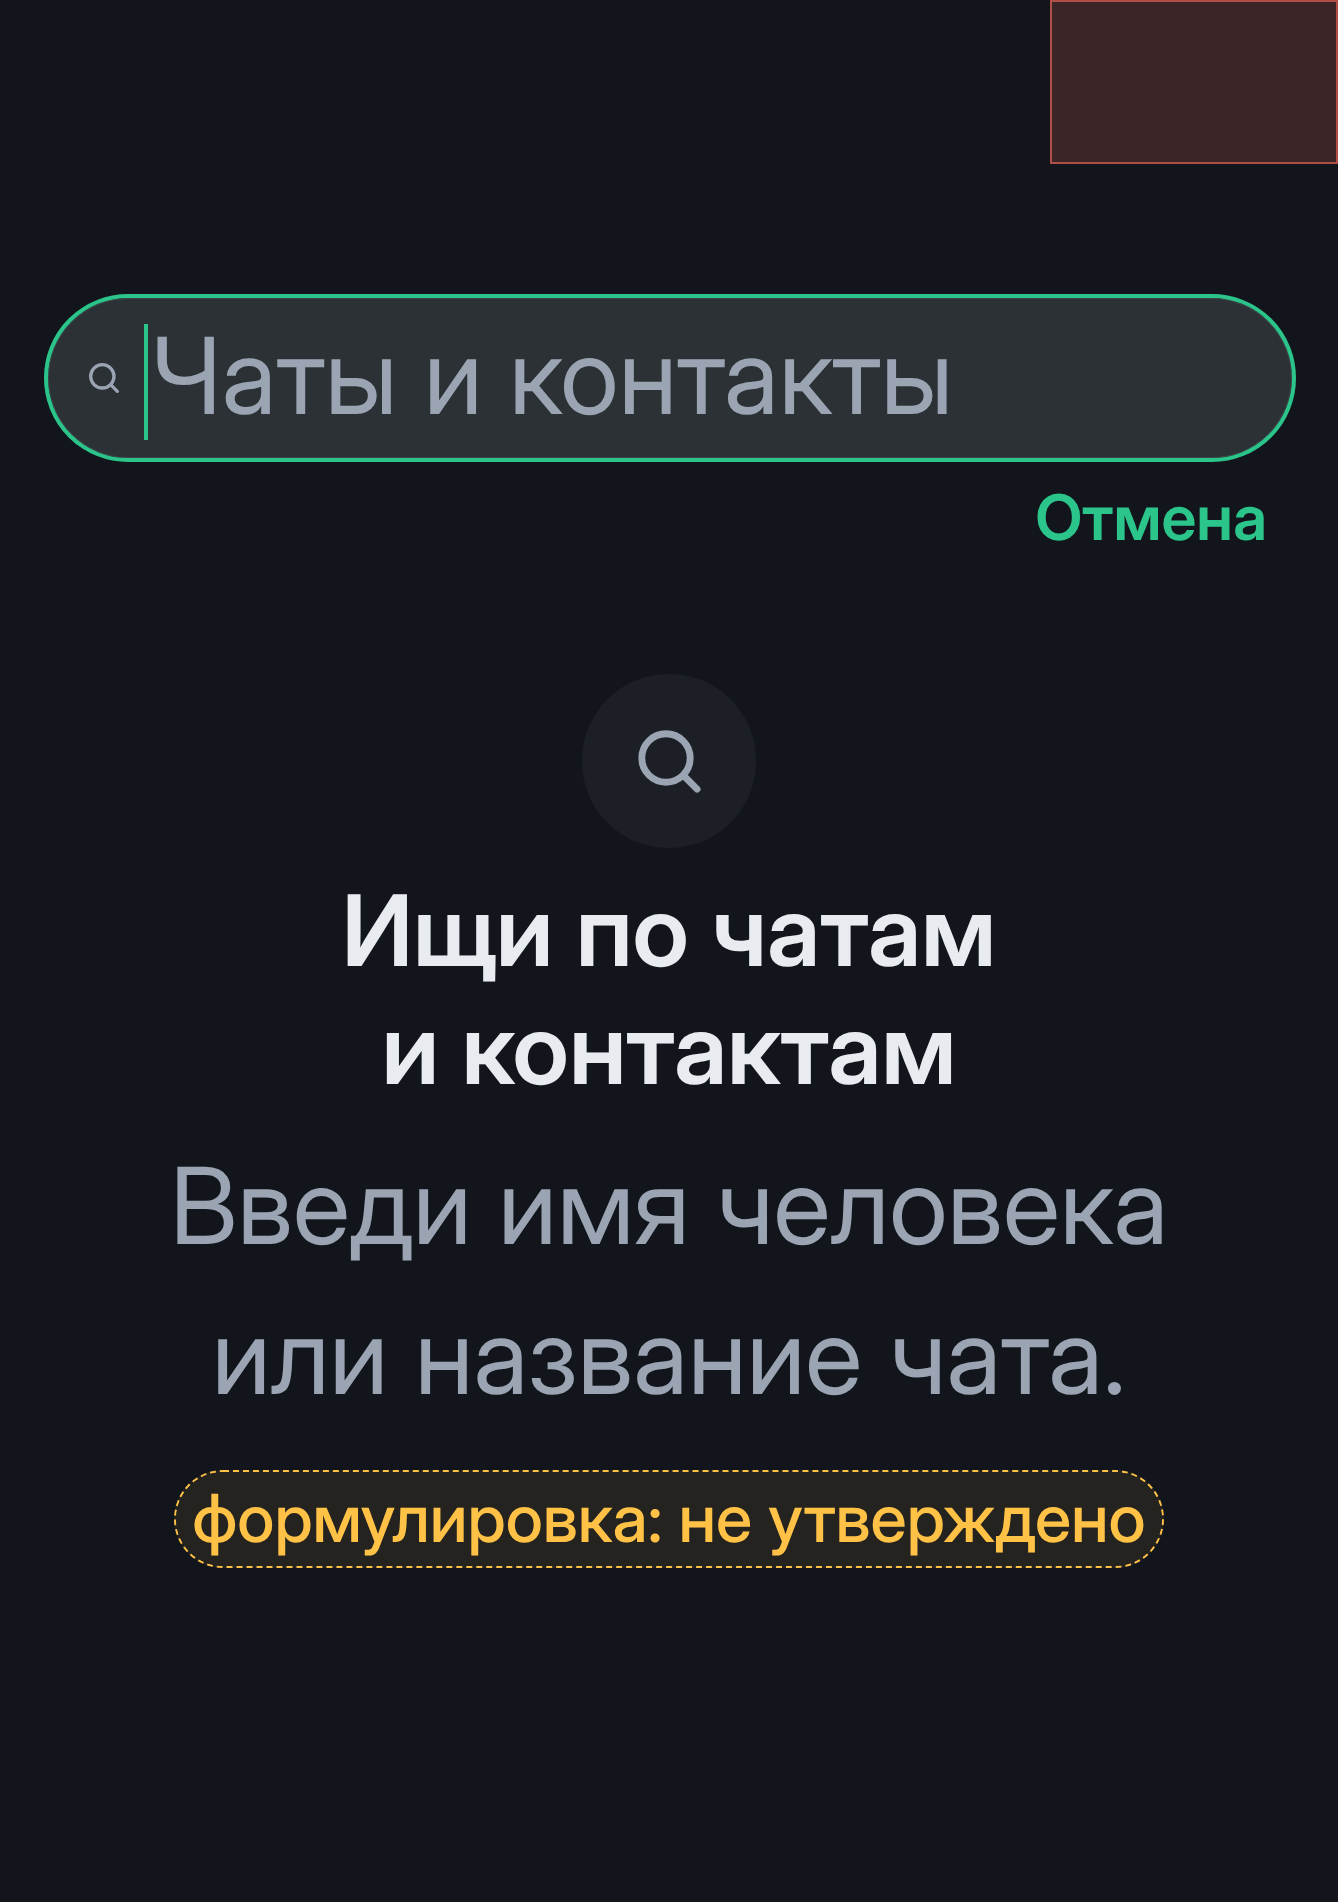 Чаты и контакты
Отмена
Ищи по чатам
и контактам
Введи имя человека
или название чата.
формулировка: не утверждено